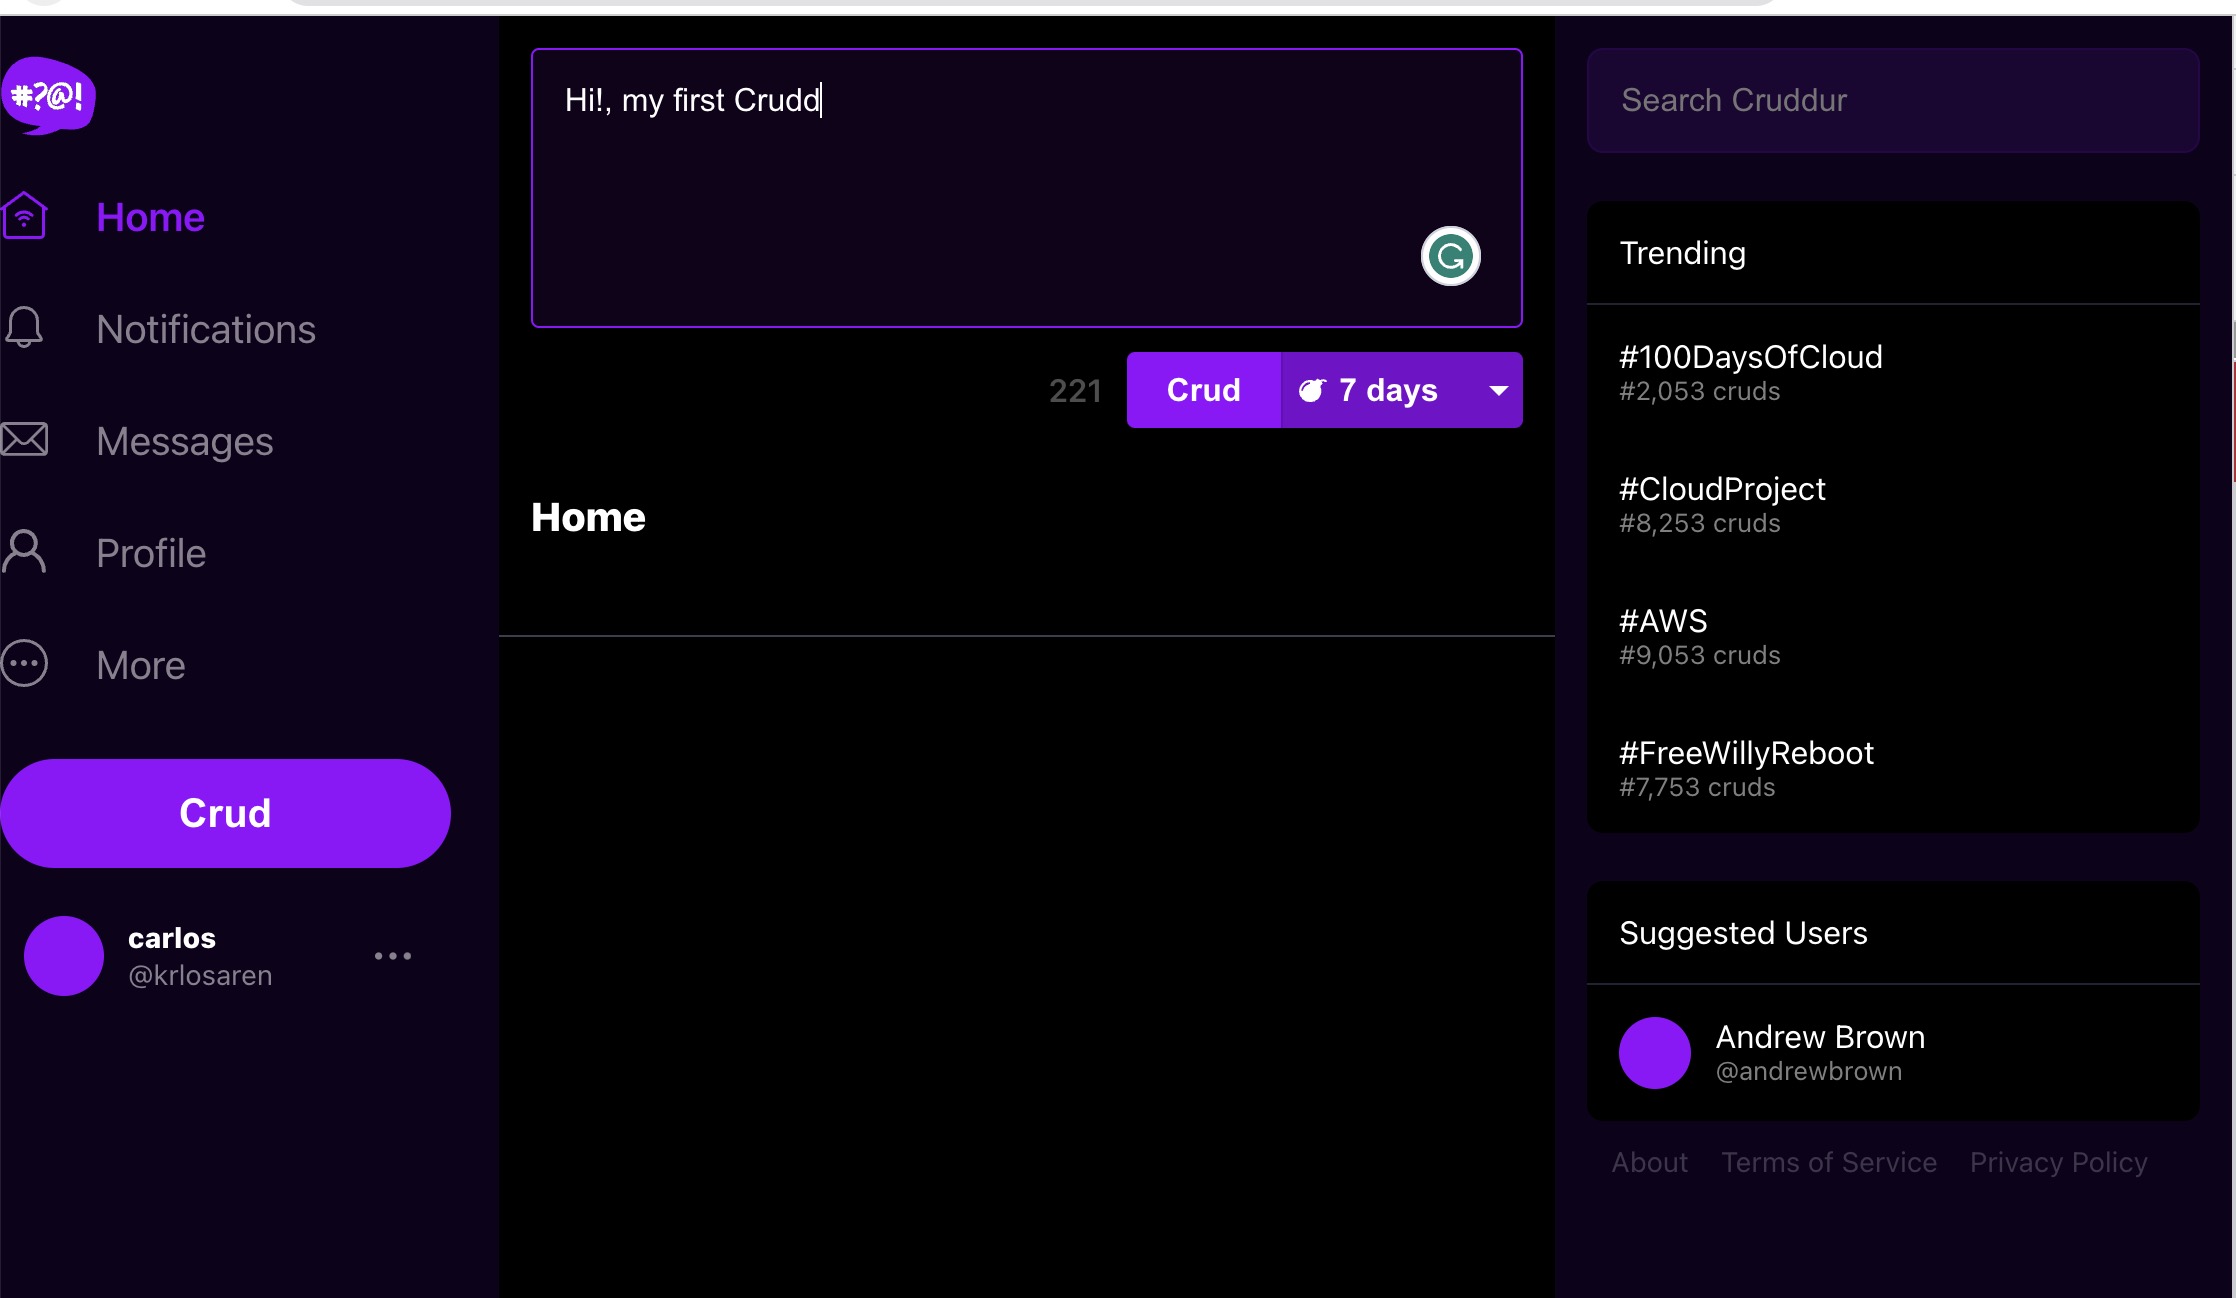 #?@!
Home
Notifications
Messages
Profile
More
Crud
carlos
@krlosaren
Hi!, my first Crudd
221
Crud
7 days
Home
Search Cruddur
Trending
#100DaysOfCloud
#2,053 cruds
#CloudProject
#8,253 cruds
#AWS
#9,053 cruds
#FreeWillyReboot
#7,753 cruds
Suggested Users
Andrew Brown
@andrewbrown
About Terms of Service Privacy Policy